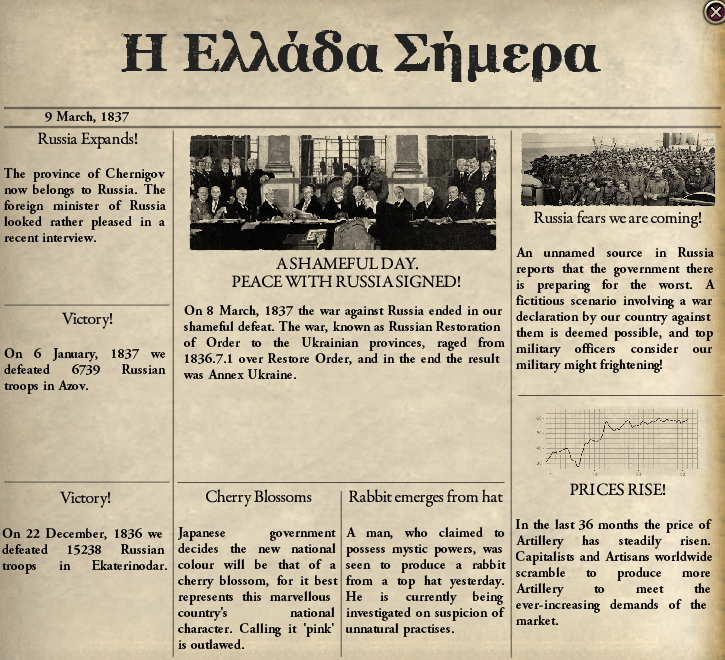 Η Ελλάδα Σήμερα
9 March, 1837
Russia Expands!
The province of Chernigov
now belongs to Russia. The
foreign minister of Russia
looked rather pleased in a
recent interview.
Victory!
On 6 January, 1837 we
defeated 6739 Russian
troops in Azov.
Victory!
On 22 December, 1836 we
defeated 15238 Russian
troops in Ekaterinodar.
A SHAMEFUL DAY.
PEACE WITH RUSSIA SIGNED!
On 8 March, 1837 the war against Russia ended in our
shameful defeat. The war, known as Russian Restoration
of Order to the Ukrainian provinces, raged from
1836.7.1 over Restore Order, and in the end the result
was Annex Ukraine.
Cherry Blossoms
Japanese government
decides the new national
colour will be that of a
cherry blossom, for it best
represents this marvellous
country's national
character. Calling it 'pink'
is outlawed.
Rabbit emerges from hat
A man, who claimed to
possess mystic powers, was
seen to produce a rabbit
from a top hat yesterday.
He is currently being
investigated on suspicion of
unnatural practises.
Russia fears we are coming!
An unnamed source in Russia
reports that the government there
is preparing for the worst. A
fictitious scenario involving a war
declaration by our country against
them is deemed possible, and top
military officers consider our
military might frightening!
PRICES RISE!
In the last 36 months the price of
Artillery has steadily risen.
Capitalists and Artisans worldwide
scramble to produce more
Artillery to meet the
ever-increasing demands of the
market.